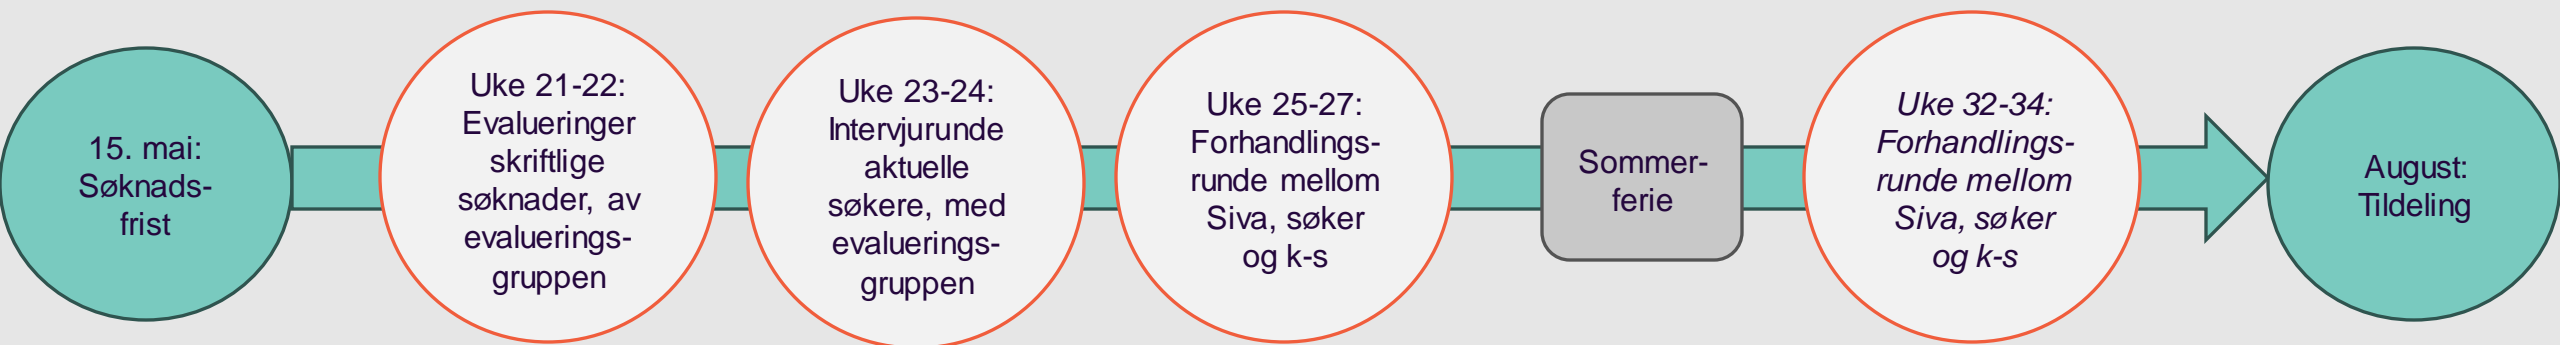 15. mai:
Søknads-
frist
Uke 21-22:
Evalueringer
skriftlige
søknader, av
evaluerings-
gruppen
Uke 23-24:
Intervjurunde
aktuelle
søkere, med
evaluerings-
gruppen
Uke 25-27:
Forhandlings-
runde mellom
Siva, søker
og k-s
Sommer-
ferie
Uke 32-34:
Forhandlings-
runde mellom
Siva, søker
og k-s
August:
Tildeling